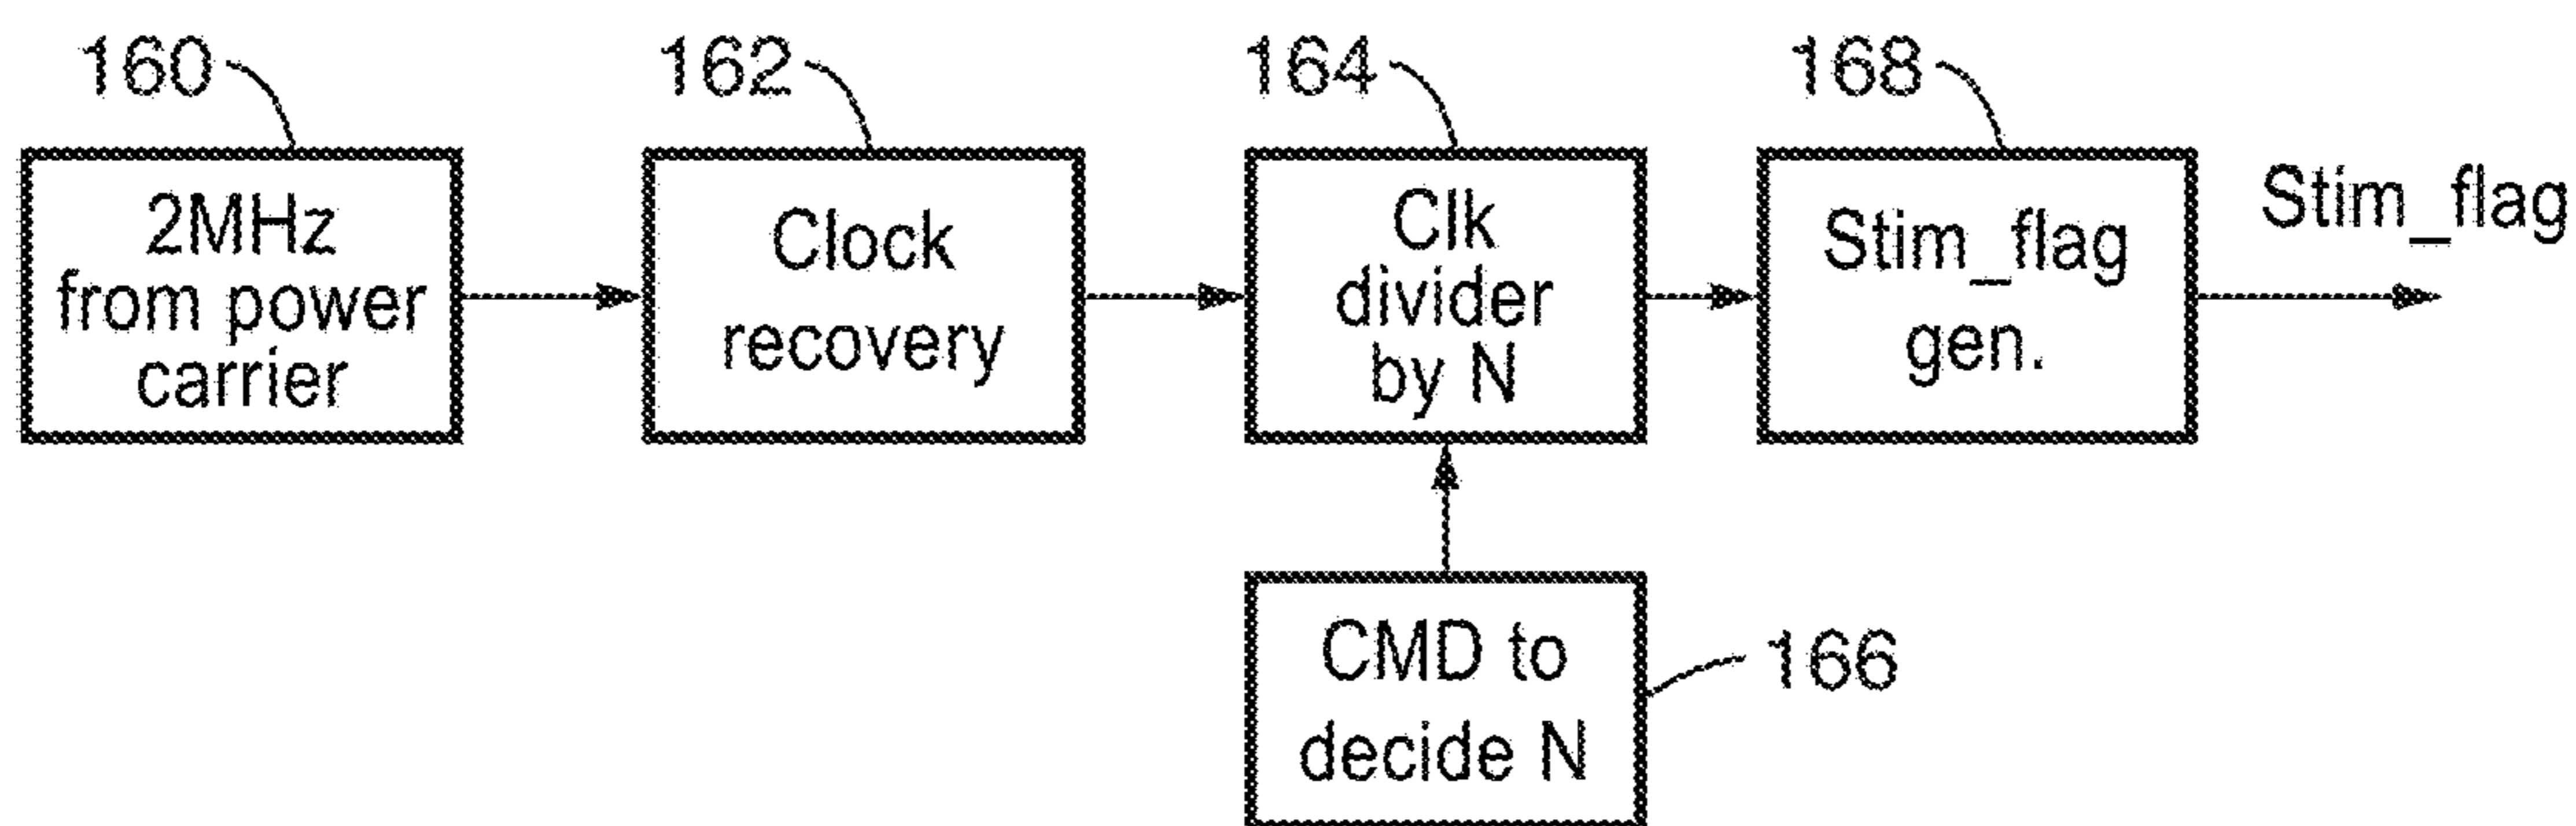 160
162
164
168
2MHz
from power
carrier
Clock
recovery
Clk
divider
by N
Stim_flag
gen.
Stim_flag
CMD to
decide N
166